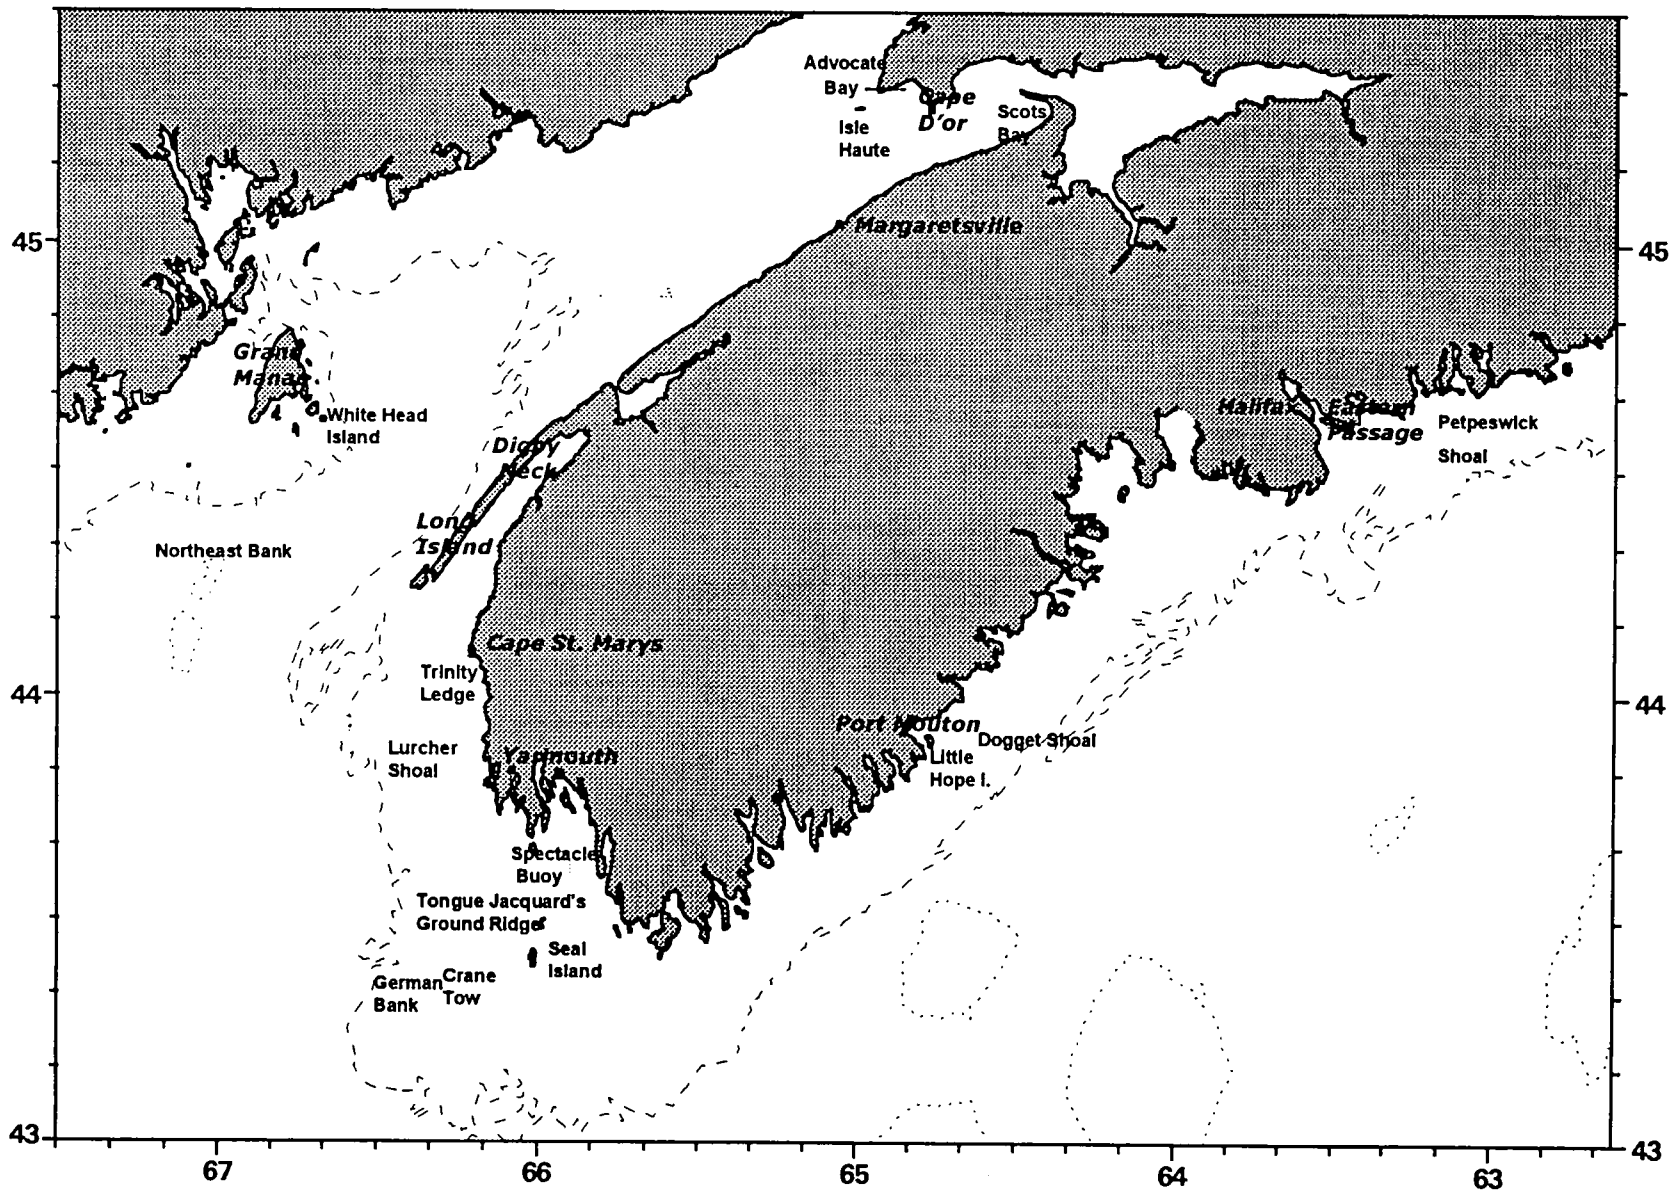 Advocate
Bay
Cape
D'or
Scots
Bay
Isle
Haute
Margaretsville
45
45
Grand
Manan
White Head
Island
Halifax
Eastern
Passage
Petpeswick
Shoal
Digby
Neck
Long
Island
Northeast Bank
Cape St. Marys
Trinity
Ledge
44
44
Port Mouton
Dogget Shoal
Little
Hope I.
Lurcher
Shoal
Yarmouth
Spectacle
Buoy
Tongue Jacquard's
Ground Ridge
Seal
Island
German
Bank
Crane
Tow
43
43
67
66
65
64
63